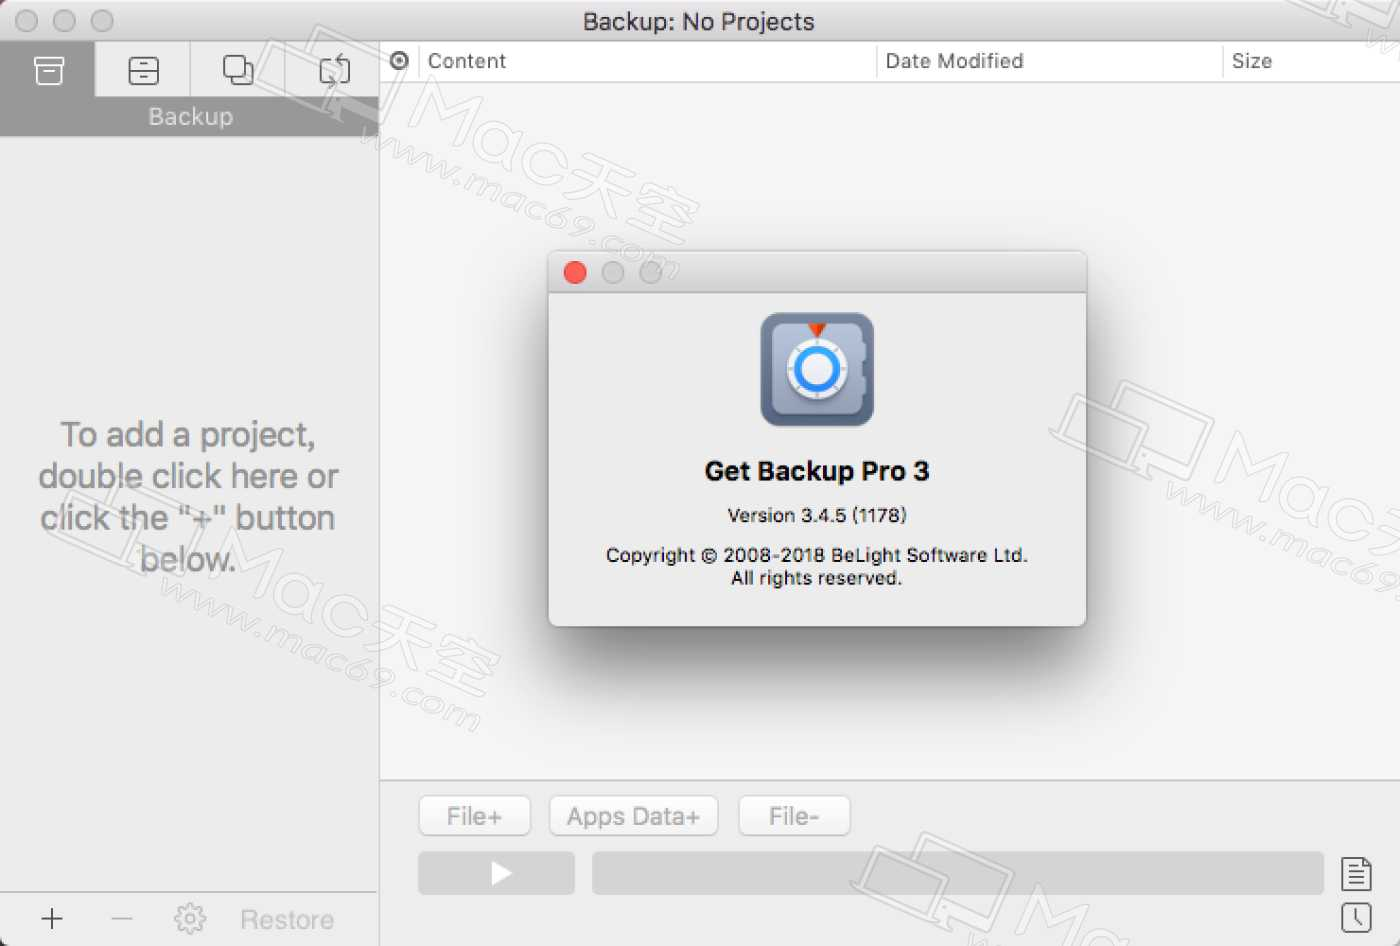 Backup: No Projects
Content
Date Modified
Size
Backup
Mac天空
www.mac69.com
To add a project,
double click here or
click the "+" button
below.
Get Backup Pro 3
Version 3.4.5 (1178)
Copyright © 2008-2018 BeLight Software Ltd.
All rights reserved.
Mac天
www.mac69
Mac天空
www.mac69.com
File+
Apps Data+
File-
Restore
Mac